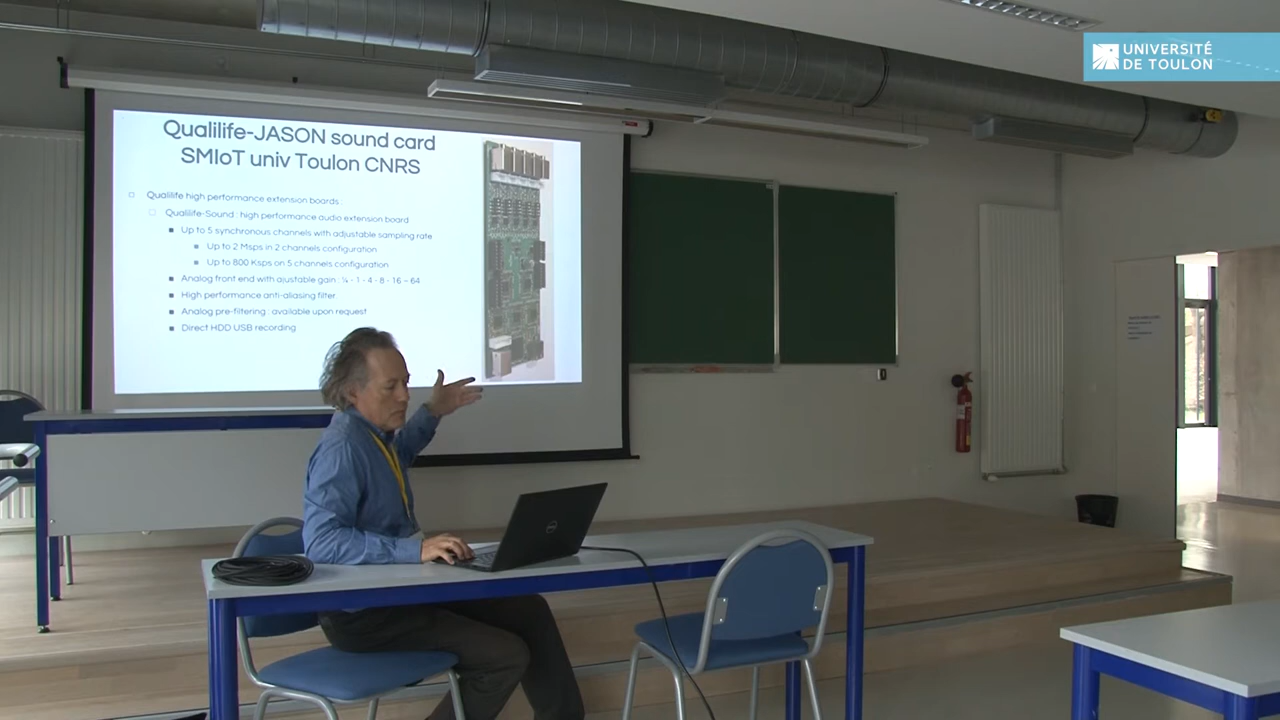 UNIVERSITÉ
DE TOULON
Qualilife-JASON sound card
SMIoT univ Toulon CNRS
Qualilife high performance extension boards :
Qualilife-Sound : high performance audio extension board
Up to 5 synchronous channels with adjustable sampling rate
Up to 2 Msps in 2 channels configuration
Up to 800 Ksps on 5 channels configuration
Analog front end with ajustable gain : ¼ - 1 - 4 - 8 - 16 – 64
High performance anti-aliasing filter
Analog pre-filtering : available upon request
Direct HDD USB recording
DELL